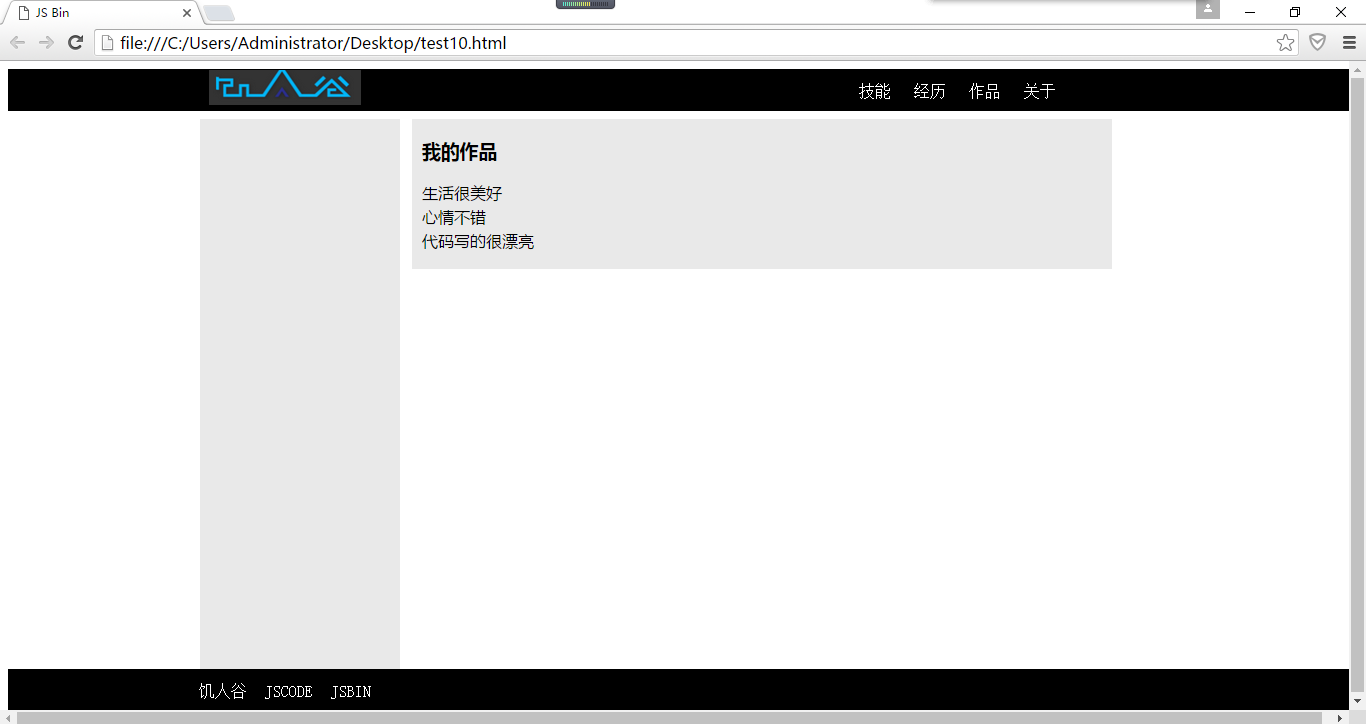 JS Bin
file:///C:/Users/Administrator/Desktop/test10.html
饥人谷
技能 经历 作品 关于
我的作品
生活很美好
心情不错
代码写的很漂亮
饥人谷 JSCODE JSBIN